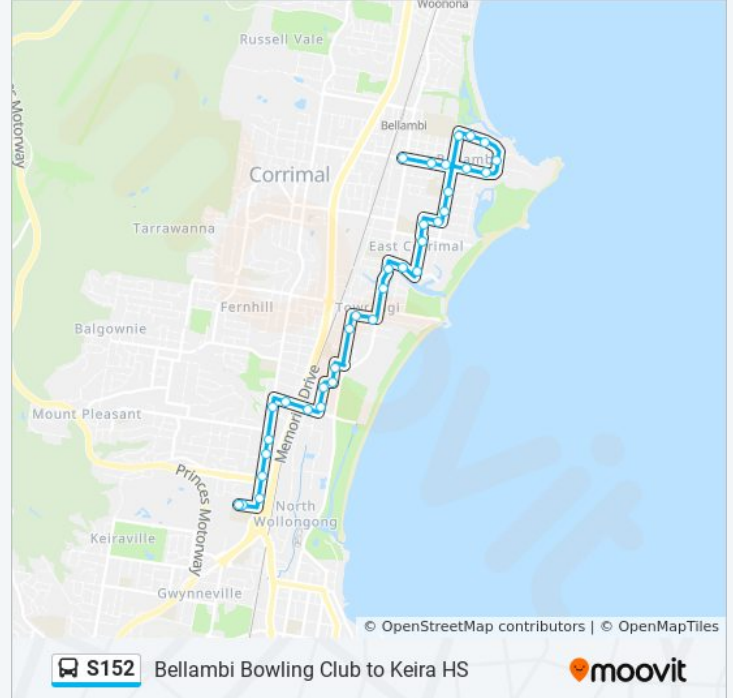 Woonona
Russell Vale
Motorway
Bellambi
Corrimal
Tarrawanna
East Corrimal
Fernhill
Balgownie
Memorial Drive
Mount Pleasant
Princes Motorway
North
Wollongong
Keiraville
Gwynneville
© OpenStreetMap contributors | © OpenMapTiles
S152 Bellambi Bowling Club to Keira HS moovit